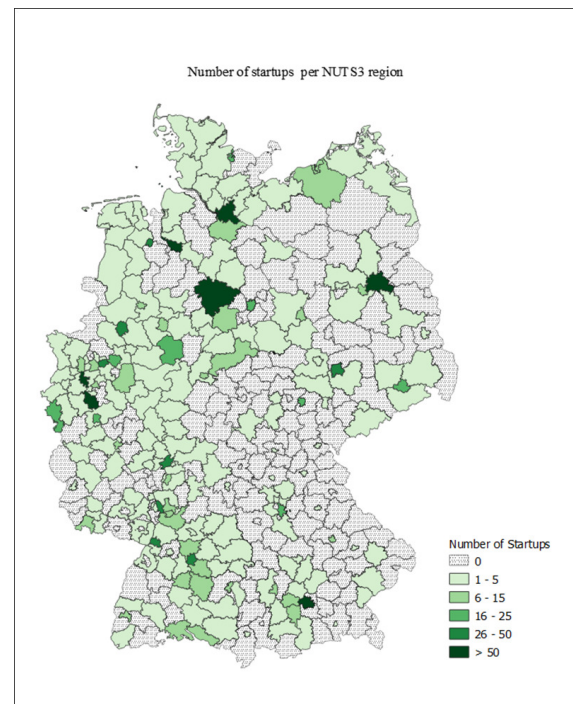 Number of startups per NUTS3 region
Number of Startups
0
1 - 5
6 - 15
16 - 25
26 - 50
> 50